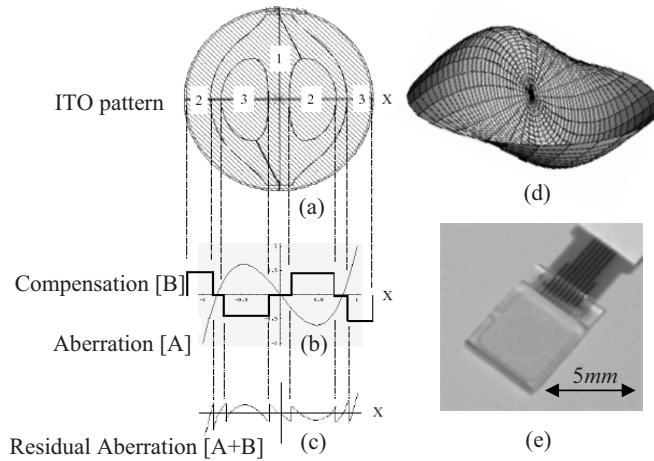 1
ITO pattern
2 3 2 3 X
(a)
(d)
Compensation [B]
X
Aberration [A]
(b)
5mm
X
Residual Aberration [A+B]
(c)
(e)